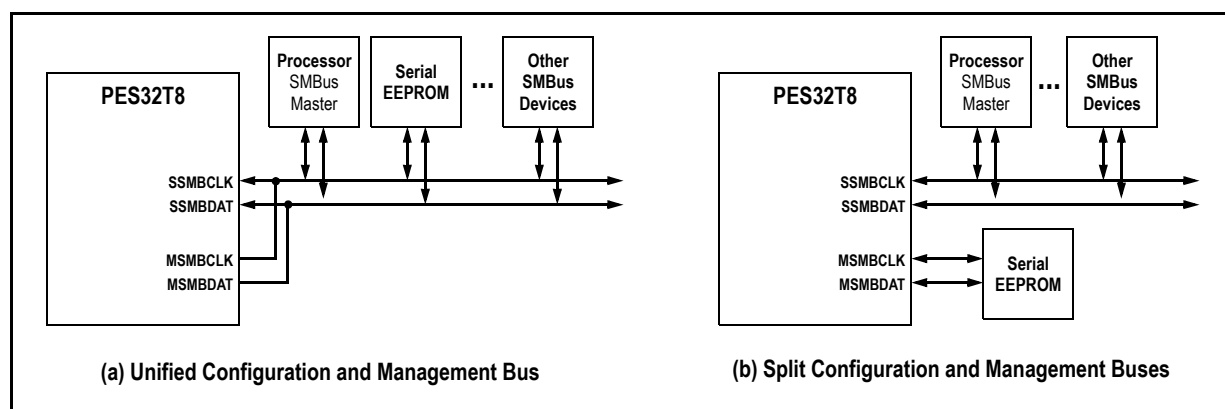 PES32T8
Processor
SMBus
Master
Serial
EEPROM
...
Other
SMBus
Devices
SSMBCLK
SSMBDAT
MSMBCLK
MSMBDAT
(a) Unified Configuration and Management Bus
PES32T8
Processor
SMBus
Master
...
Other
SMBus
Devices
SSMBCLK
SSMBDAT
MSMBCLK
MSMBDAT
Serial
EEPROM
(b) Split Configuration and Management Buses